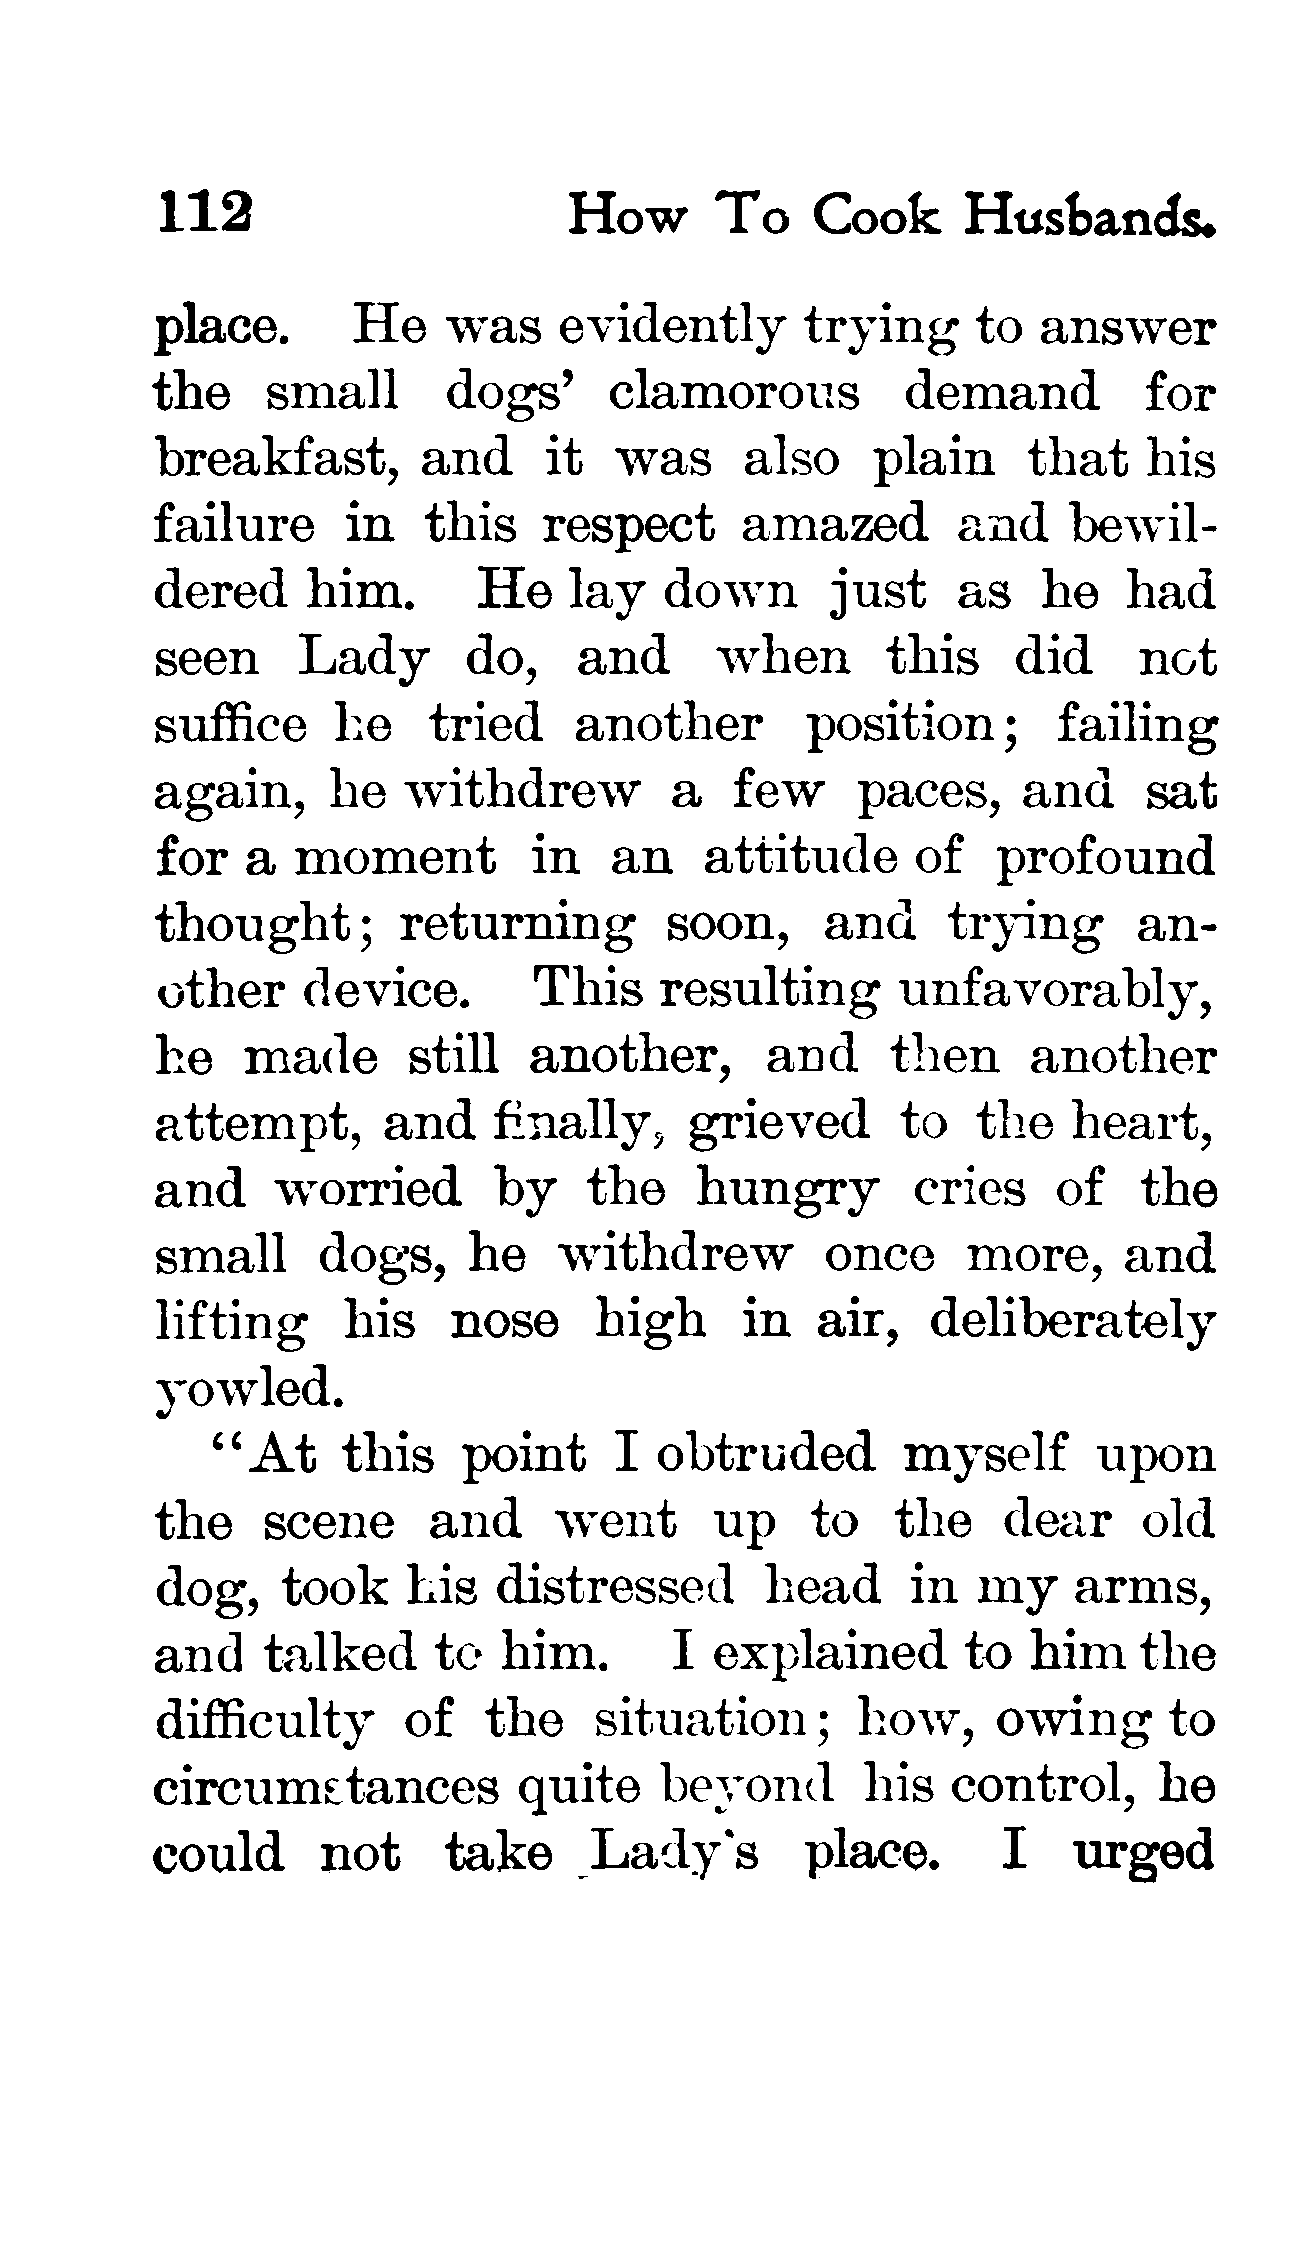 112 How To Cook Husbands.
place. He was evidently trying to answer
the small dogs’ clamorous demand for
breakfast, and it was also plain that his
failure in this respect amazed and bewil-
dered him. He lay down just as he had
seen Lady do, and when this did not
suffice he tried another position; failing
again, he withdrew a few paces, and sat
for a moment in an attitude of profound
thought; returning soon, and trying an-
other device. This resulting unfavorably,
he made still another, and then another
attempt, and finally, grieved to the heart,
and worried by the hungry cries of the
small dogs, he withdrew once more, and
lifting his nose high in air, deliberately
yowled.
“At this point I obtruded myself upon
the scene and went up to the dear old
dog, took his distressed head in my arms,
and talked to him. I explained to him the
difficulty of the situation; how, owing to
circumstances quite beyond his control, he
could not take Lady's place. I urged